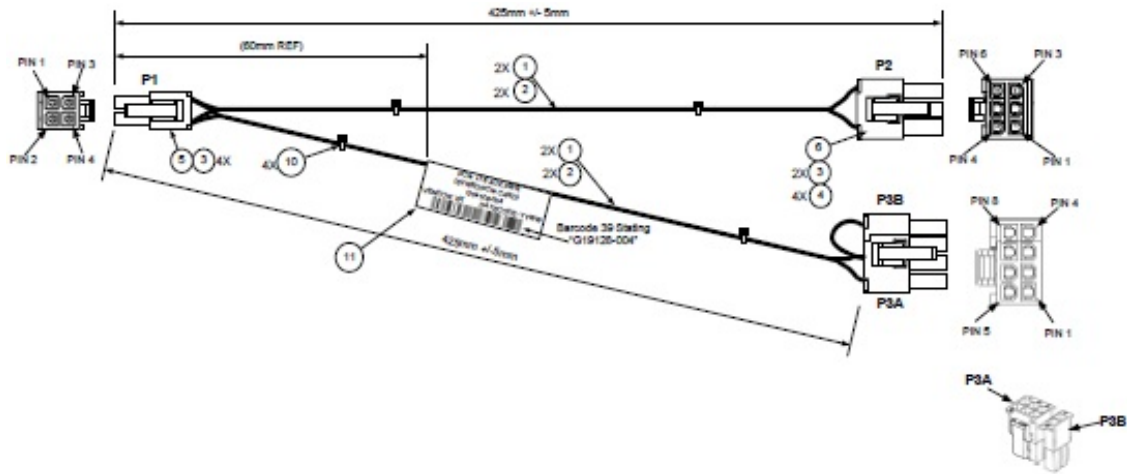 425mm +/- 5mm
(60mm REF)
PIN 1
PIN 3
P1
PIN 2
PIN 4
2X 1
2X 2
P2
PIN 6
PIN 3
PIN 4
PIN 1
5 3 4X
4X 10
6
2X 3
4X 4
2X 1
2X 2
P3B
PIN 8
PIN 4
Barcode 39 Stating
"G19128-004"
11
425mm +/-5mm
P3A
PIN 5
PIN 1
P3A
P3B